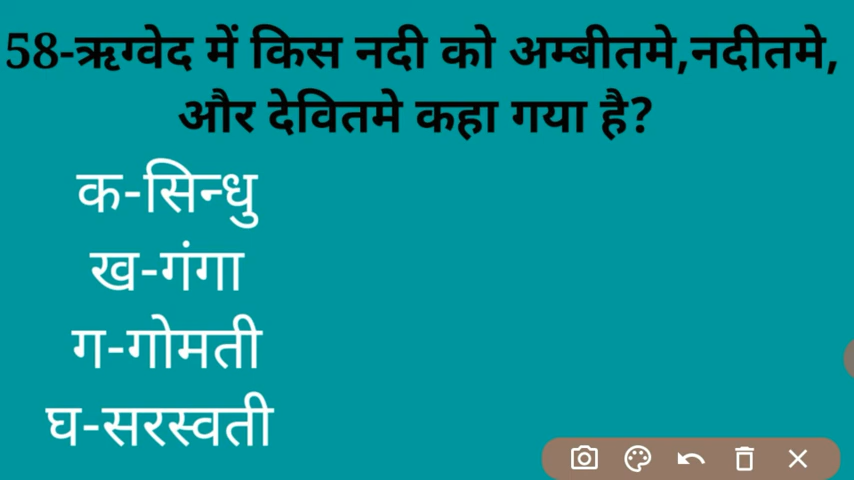 58-ऋग्वेद में किस नदी को अम्बीतमे,नदीतमे,
और देवितमे कहा गया है?
क-सिन्धु
ख-गंगा
ग-गोमती
घ-सरस्वती